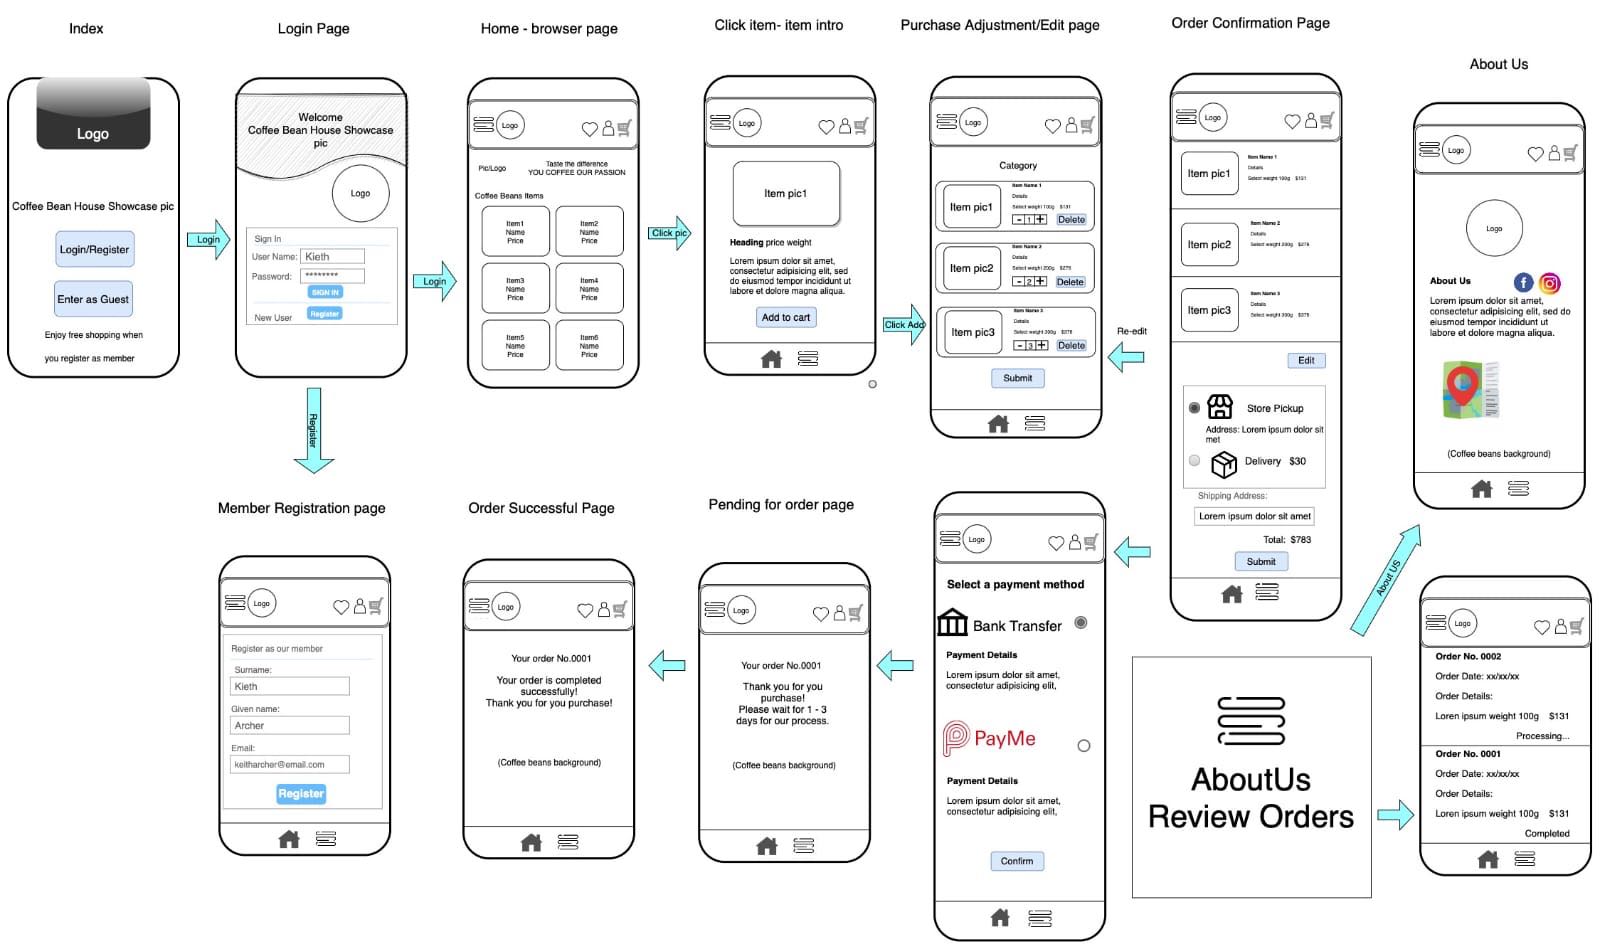 Index
Login Page
Home - browser page
Click item- item intro
Purchase Adjustment/Edit page
Order Confirmation Page
About Us
Logo
Coffee Bean House Showcase pic
Login/Register
Enter as Guest
Enjoy free shopping when
you register as member
Login
Welcome
Coffee Bean House Showcase
pic
Logo
Sign In
User Name: Kieth
Password: ********
SIGN IN
New User Register
Login
Register
Logo
Pic/Logo
Taste the difference
YOU COFFEE OUR PASSION
Coffee Beans Items
Item1
Name
Price
Item2
Name
Price
Item3
Name
Price
Item4
Name
Price
Item5
Name
Price
Item6
Name
Price
Click pic
Logo
Item pic1
Heading price weight
Lorem ipsum dolor sit amet,
consectetur adipisicing elit, sed
do eiusmod tempor incididunt ut
labore et dolore magna aliqua.
Add to cart
Click Add
Logo
Category
Item pic1
Item Name 1
Details
Select weight 100g $131
- 1 +
Delete
Item pic2
Item Name 2
Details
Select weight 200g $275
- 2 +
Delete
Item pic3
Item Name 3
Details
Select weight 200g $276
- 3 +
Delete
Submit
Re-edit
Logo
Item pic1
Item Name 1
Details
Select weight 100g $131
Item pic2
Item Name 2
Details
Select weight 200g $276
Item pic3
Item Name 3
Details
Select weight 200g $376
Edit
Store Pickup
Address: Lorem ipsum dolor sit
met
Delivery $30
Shipping Address:
Lorem ipsum dolor sit amet
Total: $783
Submit
Logo
Logo
About Us
Lorem ipsum dolor sit amet,
consectetur adipisicing elit, sed do
eiusmod tempor incididunt ut
labore et dolore magna aliqua.
(Coffee beans background)
Member Registration page
Order Successful Page
Pending for order page
Logo
Register as our member
Surname:
Kieth
Given name:
Archer
Email:
keitharcher@email.com
Register
Logo
Your order No.0001
Your order is completed
successfully!
Thank you for you purchase!
(Coffee beans background)
Logo
Your order No.0001
Thank you for you
purchase!
Please wait for 1 - 3
days for our process.
(Coffee beans background)
Logo
Select a payment method
Bank Transfer
Payment Details
Lorem ipsum dolor sit amet,
consectetur adipisicing elit,
PayMe
Payment Details
Lorem ipsum dolor sit amet,
consectetur adipisicing elit,
Confirm
About US
AboutUs
Review Orders
Logo
Order No. 0002
Order Date: xx/xx/xx
Order Details:
Loren ipsum weight 100g $131
Processing...
Order No. 0001
Order Date: xx/xx/xx
Order Details:
Lorem ipsum weight 100g $131
Completed